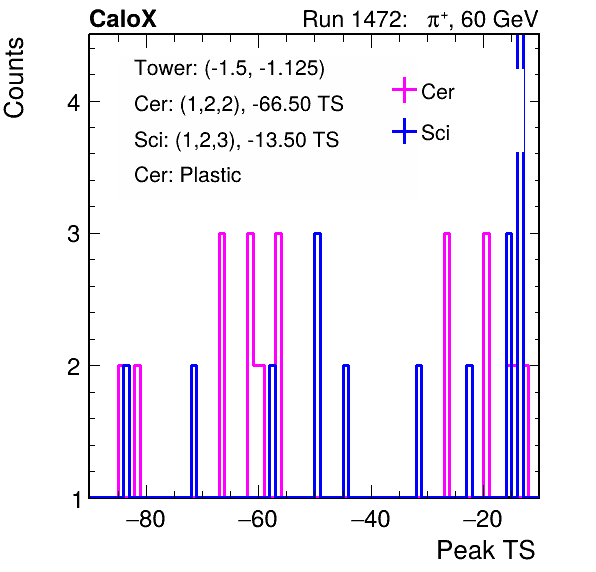 CaloX Run 1472: π⁺, 60 GeV
Counts
Tower: (-1.5, -1.125)
Cer: (1,2,2), -66.50 TS
Sci: (1,2,3), -13.50 TS
Cer: Plastic
Cer
Sci
4
3
2
1
−80 −60 −40 −20
Peak TS